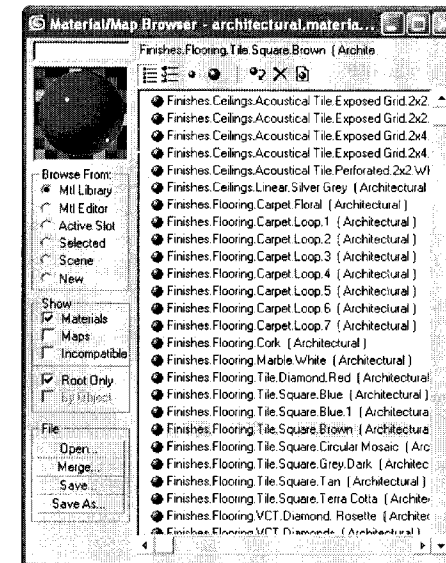 Material/Map Browser - architectural.materia...
Finishes.Flooring.Tile.Square.Brown ( Archite
Browse From:
Mtl Library
Mtl Editor
Active Slot
Selected
Scene
New
Show
Materials
Maps
Incompatible
Root Only
by Object
File
Open...
Merge...
Save...
Save As...
Finishes.Ceilings.Acoustical Tile.Exposed Grid.2x2.
Finishes.Ceilings.Acoustical Tile.Exposed Grid.2x2.
Finishes.Ceilings.Acoustical Tile.Exposed Grid.2x4.
Finishes.Ceilings.Acoustical Tile.Exposed Grid.2x4.
Finishes.Ceilings.Acoustical Tile.Perforated.2x2.Wh
Finishes.Ceilings.Linear.Silver Grey ( Architectural
Finishes.Flooring.Carpet.Floral ( Architectural )
Finishes.Flooring.Carpet.Loop.1 ( Architectural )
Finishes.Flooring.Carpet.Loop.2 ( Architectural )
Finishes.Flooring.Carpet.Loop.3 ( Architectural )
Finishes.Flooring.Carpet.Loop.4 ( Architectural )
Finishes.Flooring.Carpet.Loop.5 ( Architectural )
Finishes.Flooring.Carpet.Loop.6 ( Architectural )
Finishes.Flooring.Carpet.Loop.7 ( Architectural )
Finishes.Flooring.Cork ( Architectural )
Finishes.Flooring.Marble.White ( Architectural )
Finishes.Flooring.Tile.Diamond.Red ( Architectural
Finishes.Flooring.Tile.Square.Blue ( Architectural )
Finishes.Flooring.Tile.Square.Blue.1 ( Architectura
Finishes.Flooring.Tile.Square.Brown ( Architectura
Finishes.Flooring.Tile.Square.Circular Mosaic ( Arc
Finishes.Flooring.Tile.Square.Grey.Dark ( Architec
Finishes.Flooring.Tile.Square.Tan ( Architectural )
Finishes.Flooring.Tile.Square.Terra Cotta ( Archite
Finishes.Flooring.VCT.Diamond. Rosette ( Architec
Finishes.Flooring.VCT.Diamonds ( Architectural )